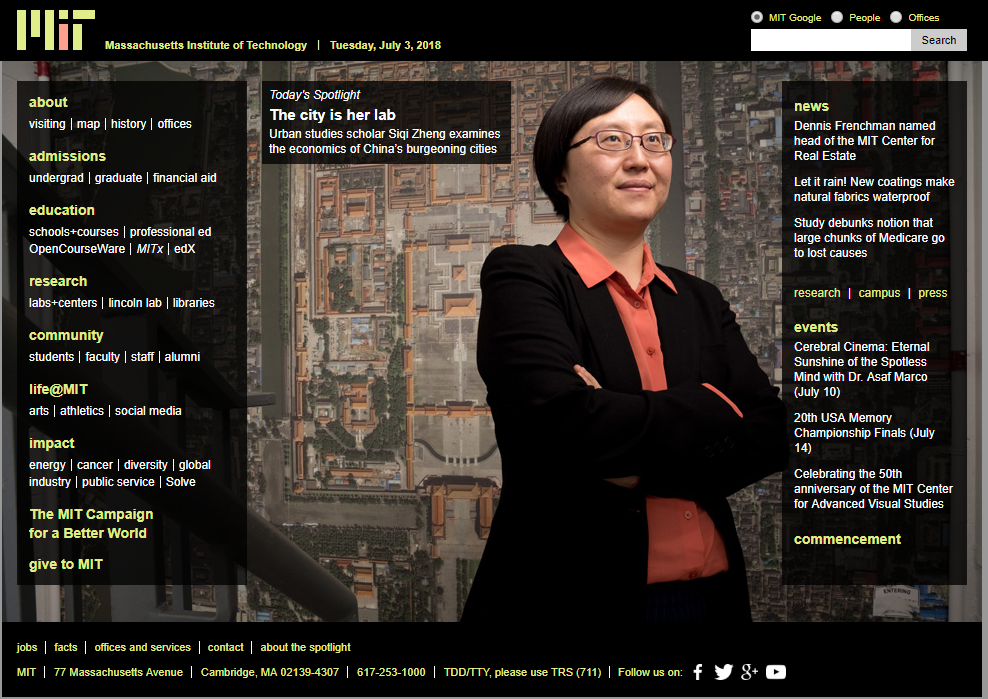 MIT
MIT Google People Offices
Massachusetts Institute of Technology | Tuesday, July 3, 2018
Search
about
visiting | map | history | offices
admissions
undergrad | graduate | financial aid
education
schools+courses | professional ed
OpenCourseWare | MITx | edX
research
labs+centers | lincoln lab | libraries
community
students | faculty | staff | alumni
life@MIT
arts | athletics | social media
impact
energy | cancer | diversity | global
industry | public service | Solve
The MIT Campaign
for a Better World
give to MIT
Today's Spotlight
The city is her lab
Urban studies scholar Siqi Zheng examines
the economics of China's burgeoning cities
news
Dennis Frenchman named
head of the MIT Center for
Real Estate
Let it rain! New coatings make
natural fabrics waterproof
Study debunks notion that
large chunks of Medicare go
to lost causes
research | campus | press
events
Cerebral Cinema: Eternal
Sunshine of the Spotless
Mind with Dr. Asaf Marco
(July 10)
20th USA Memory
Championship Finals (July
14)
Celebrating the 50th
anniversary of the MIT Center
for Advanced Visual Studies
commencement
ENTERING
jobs | facts | offices and services | contact | about the spotlight
MIT | 77 Massachusetts Avenue | Cambridge, MA 02139-4307 | 617-253-1000 | TDD/TTY, please use TRS (711) | Follow us on: f g+